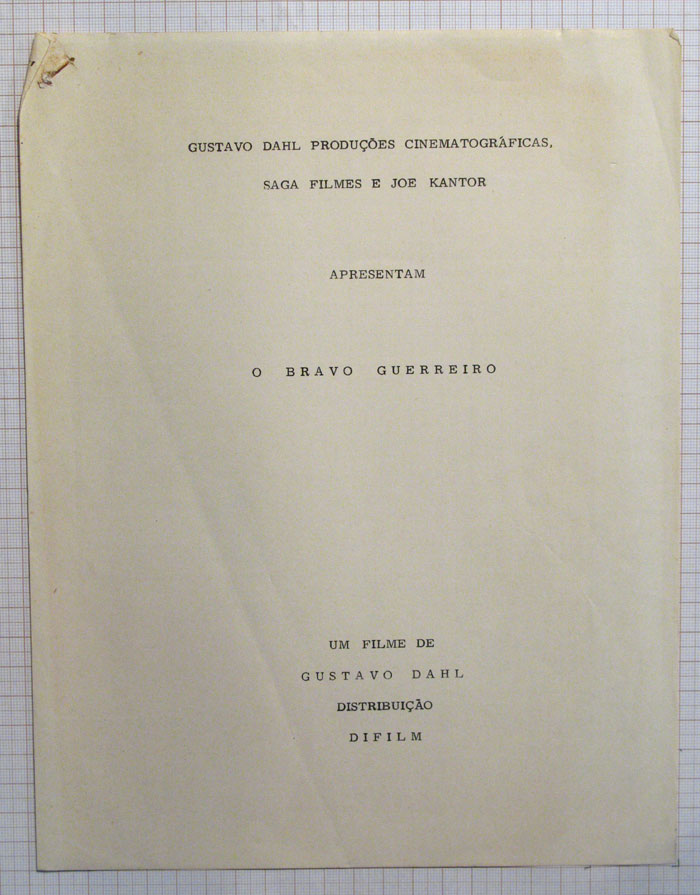 GUSTAVO DAHL PRODUÇÕES CINEMATOGRÁFICAS,
SAGA FILMES E JOE KANTOR
APRESENTAM
O BRAVO GUERREIRO
UM FILME DE
GUSTAVO DAHL
DISTRIBUIÇÃO
DIFILM